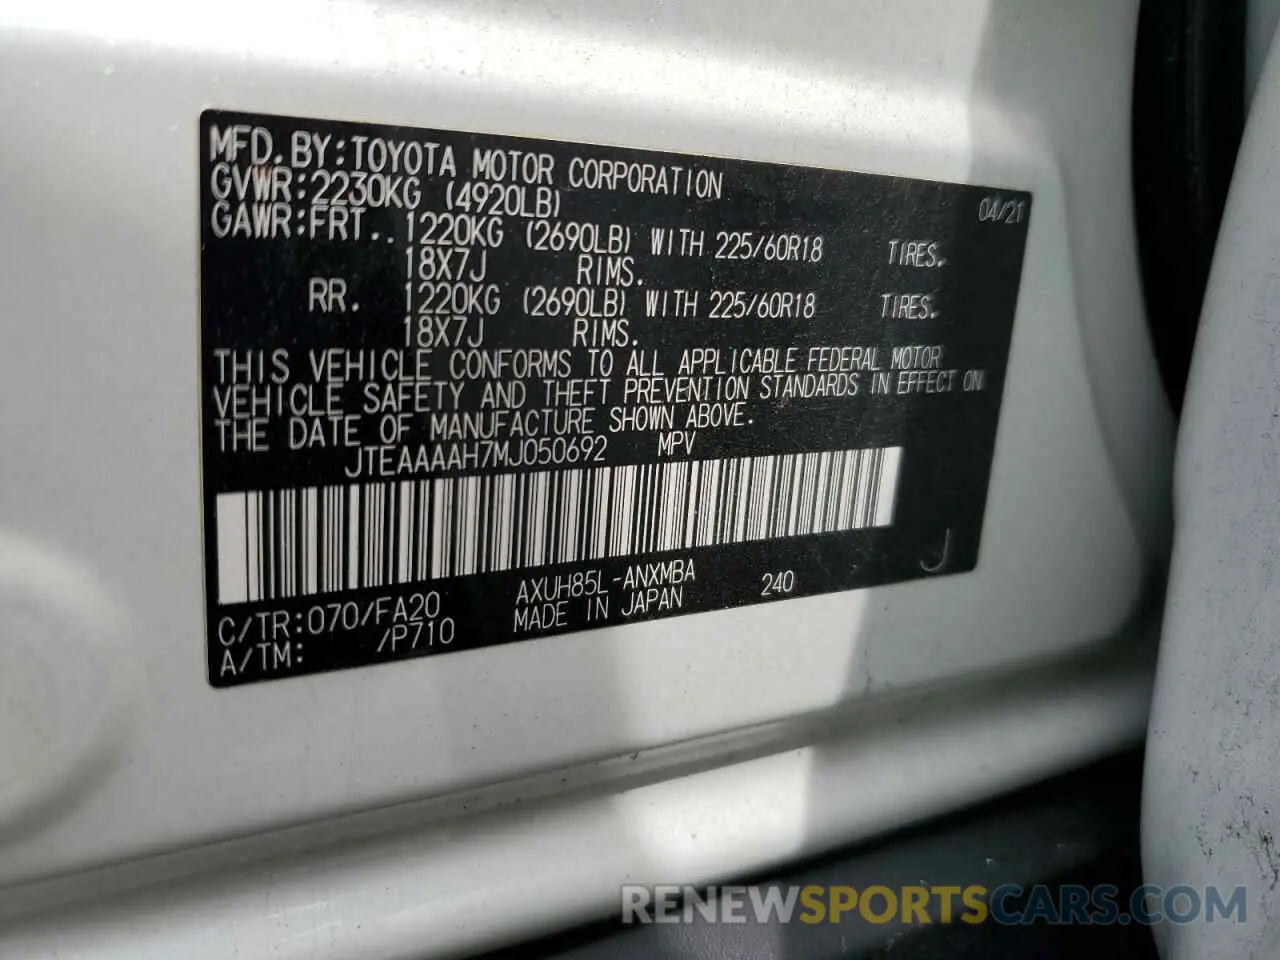 MFD. BY:TOYOTA MOTOR CORPORATION 04/21
GVWR:2230KG (4920LB)
GAWR:FRT.. 1220KG (2690LB) WITH 225/60R18 TIRES.
18X7J RIMS.
RR. 1220KG (2690LB) WITH 225/60R18 TIRES.
18X7J RIMS.
THIS VEHICLE CONFORMS TO ALL APPLICABLE FEDERAL MOTOR
VEHICLE SAFETY AND THEFT PREVENTION STANDARDS IN EFFECT ON
THE DATE OF MANUFACTURE SHOWN ABOVE.
JTEAAAAH7MJ050692 MPV
J
C/TR:070/FA20 AXUH85L-ANXMBA 240
A/TM: /P710 MADE IN JAPAN
RENEWSPORTSCARS.COM